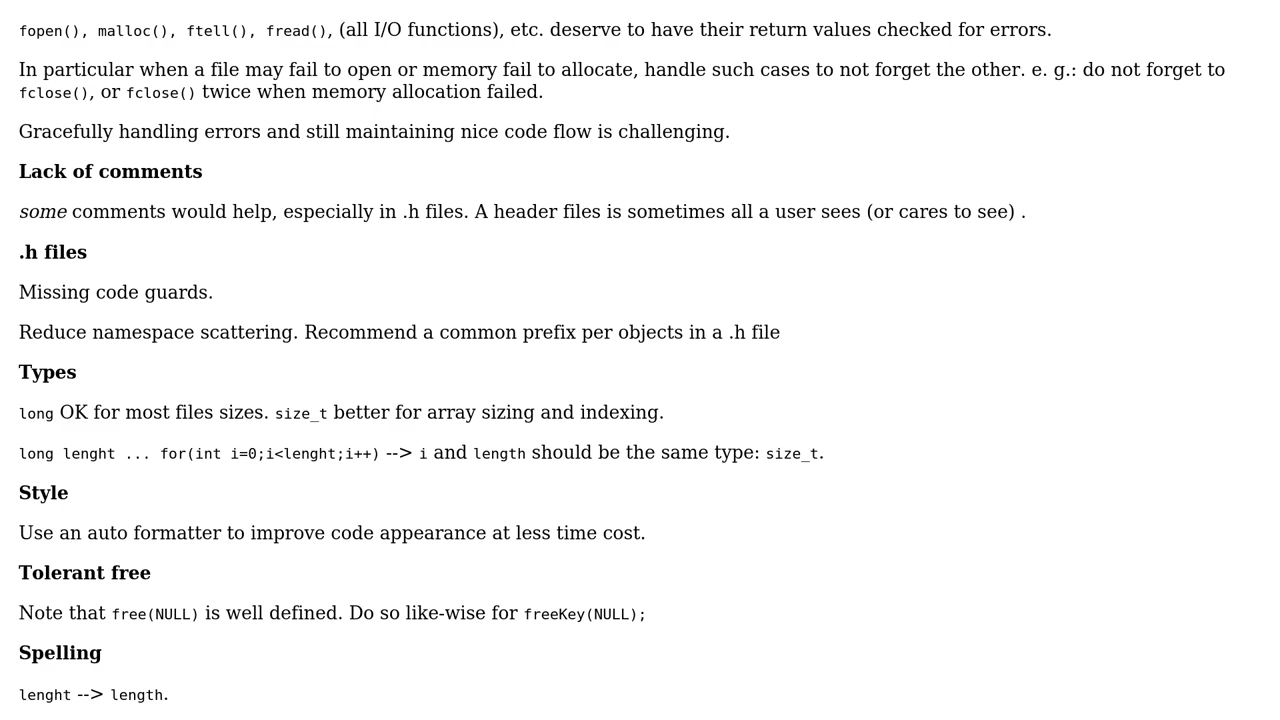 fopen(), malloc(), ftell(), fread(), (all I/O functions), etc. deserve to have their return values checked for errors.
In particular when a file may fail to open or memory fail to allocate, handle such cases to not forget the other. e. g.: do not forget to
fclose(), or fclose() twice when memory allocation failed.
Gracefully handling errors and still maintaining nice code flow is challenging.
Lack of comments
some comments would help, especially in .h files. A header files is sometimes all a user sees (or cares to see) .
.h files
Missing code guards.
Reduce namespace scattering. Recommend a common prefix per objects in a .h file
Types
long OK for most files sizes. size_t better for array sizing and indexing.
long lenght ... for(int i=0;i<lenght;i++) --> i and length should be the same type: size_t.
Style
Use an auto formatter to improve code appearance at less time cost.
Tolerant free
Note that free(NULL) is well defined. Do so like-wise for freeKey(NULL);
Spelling
lenght --> length.